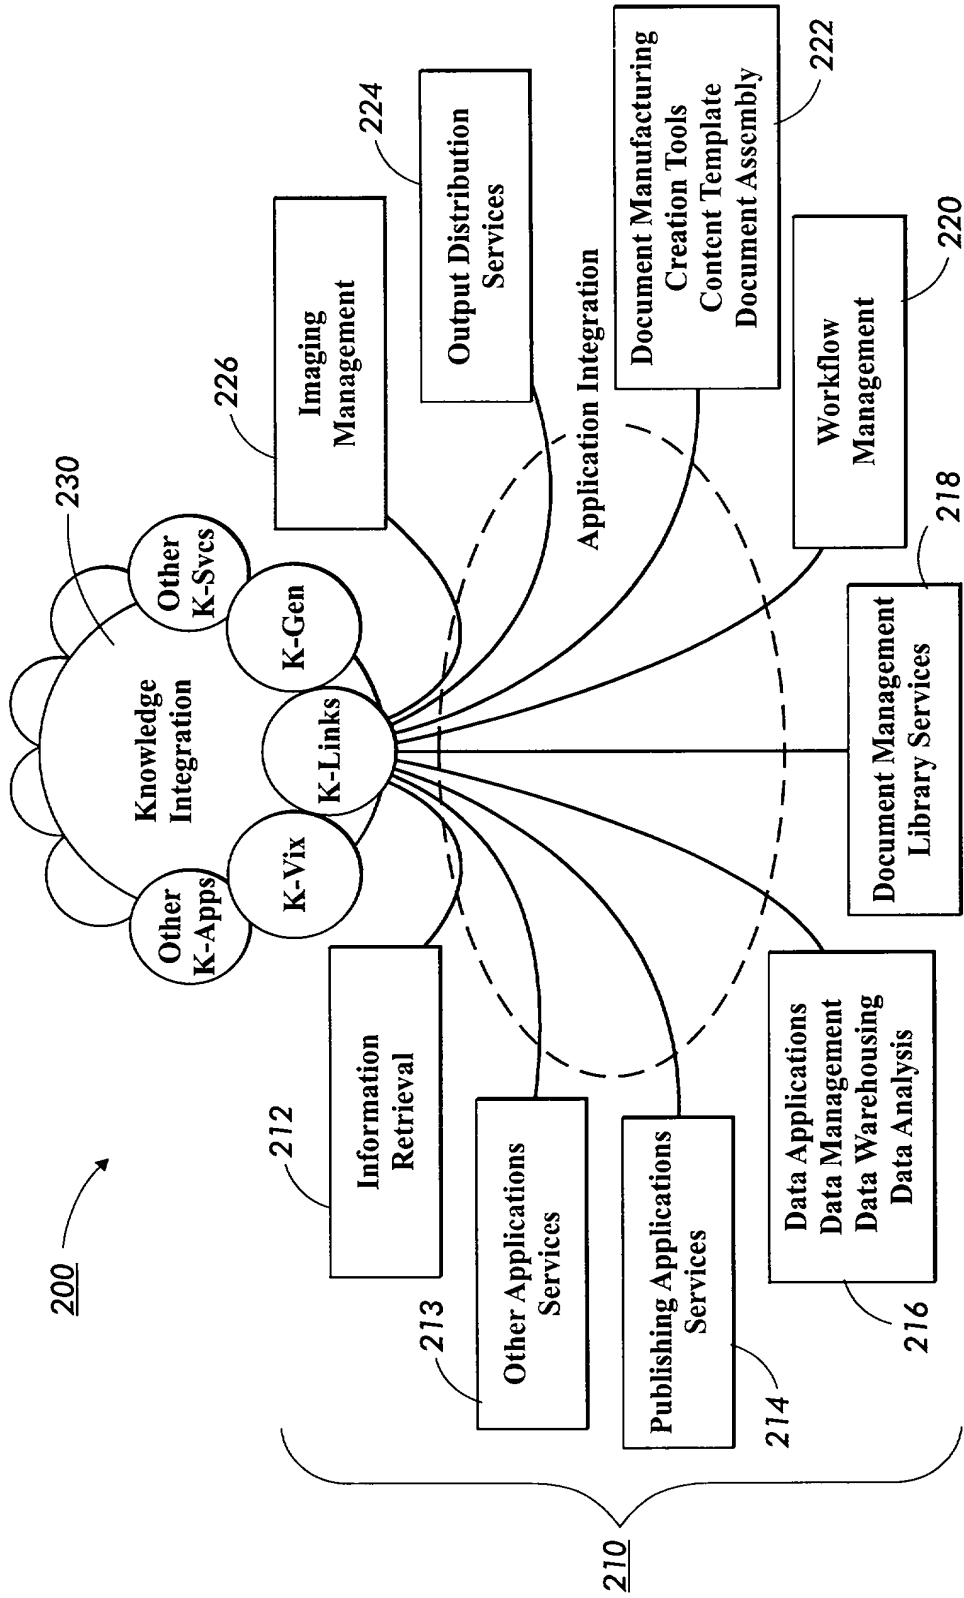 200
230
Knowledge
Integration
Other
K-Apps
K-Vix
K-Links
K-Gen
Other
K-Svcs
226
Imaging
Management
224
Output Distribution
Services
Application Integration
222
Document Manufacturing
Creation Tools
Content Template
Document Assembly
220
Workflow
Management
218
Document Management
Library Services
216
Data Applications
Data Management
Data Warehousing
Data Analysis
214
Publishing Applications
Services
213
Other Applications
Services
212
Information
Retrieval
210